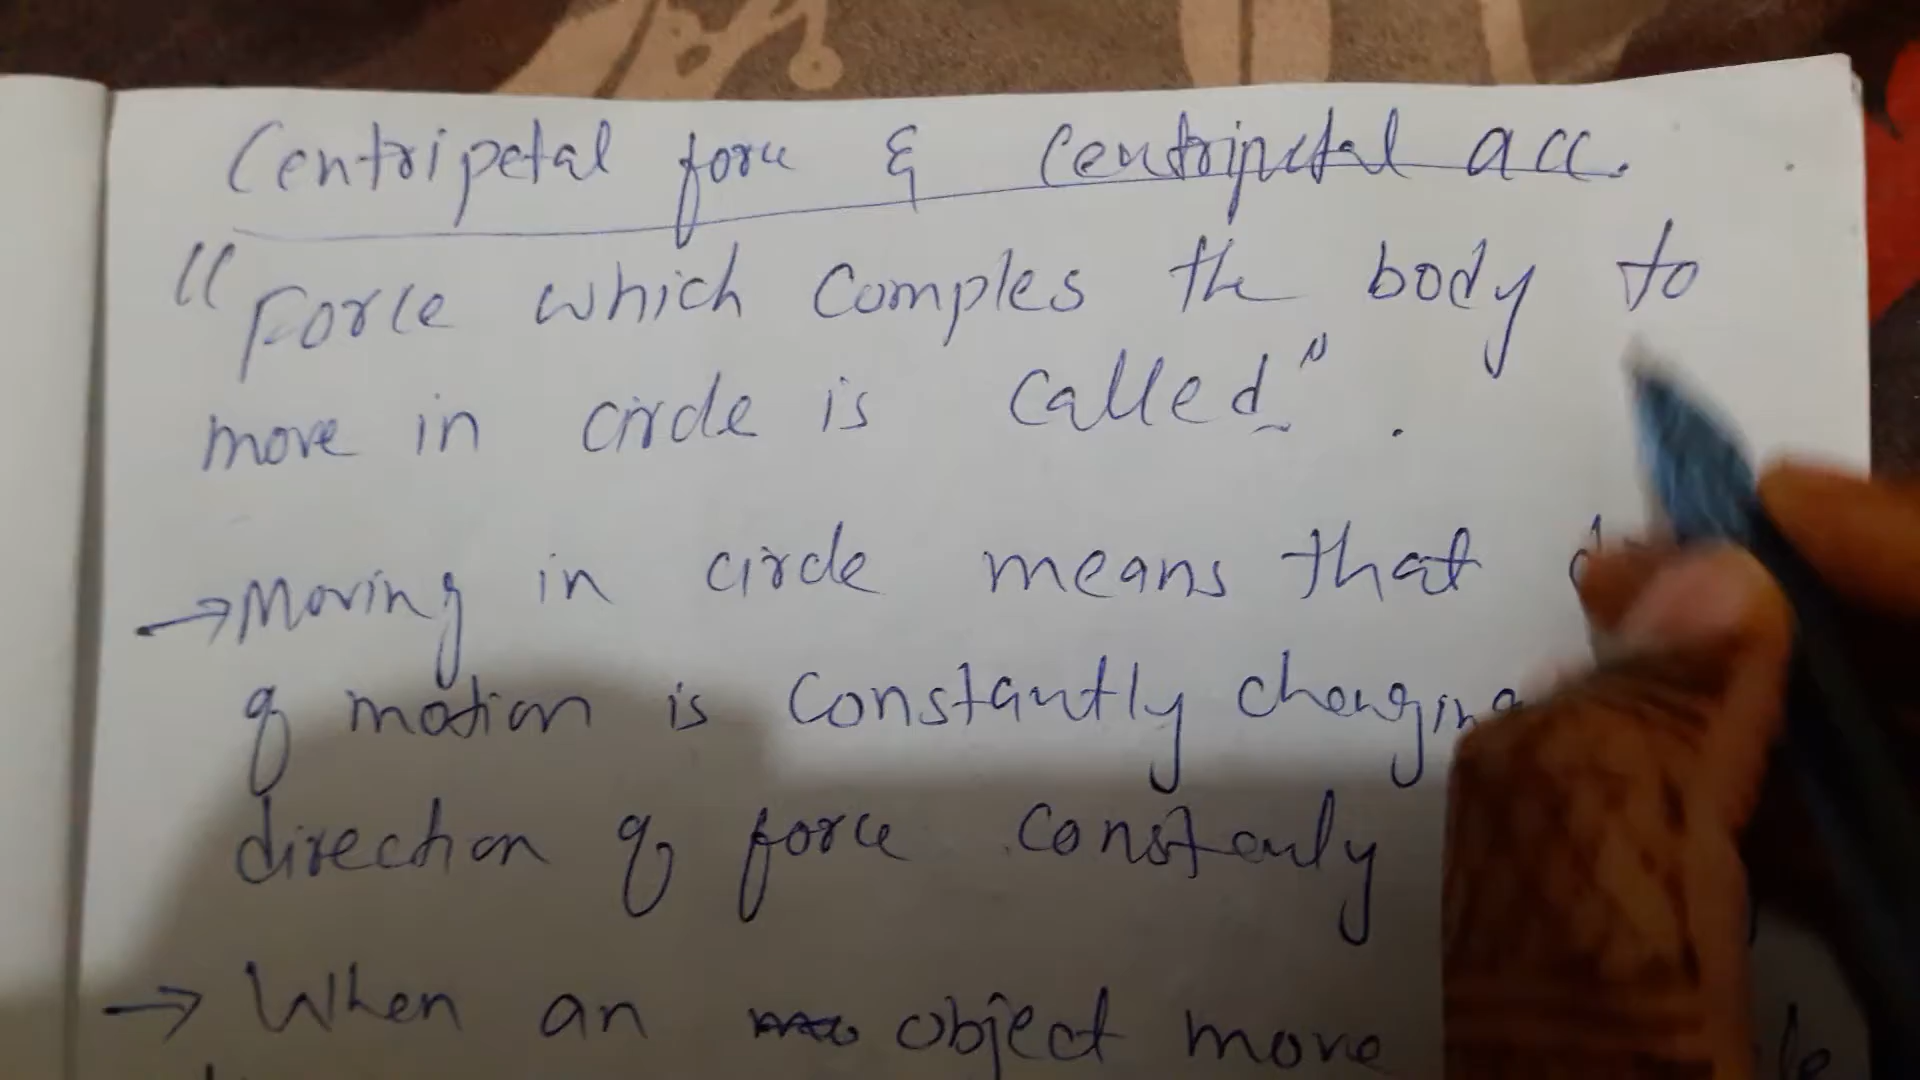 Centripetal force & Centripetal acc.
"Force which comples the body to
move in circle is called".
→ Moving in circle means that
of motion is constantly changing
direction of force constanly
→ When an object move